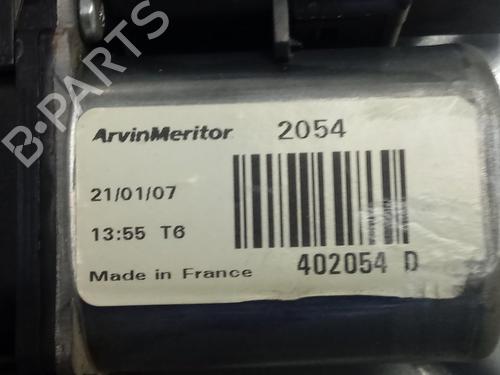 B-PARTS
ArvinMeritor 2054
21/01/07
13:55 T6
Made in France
402054 D